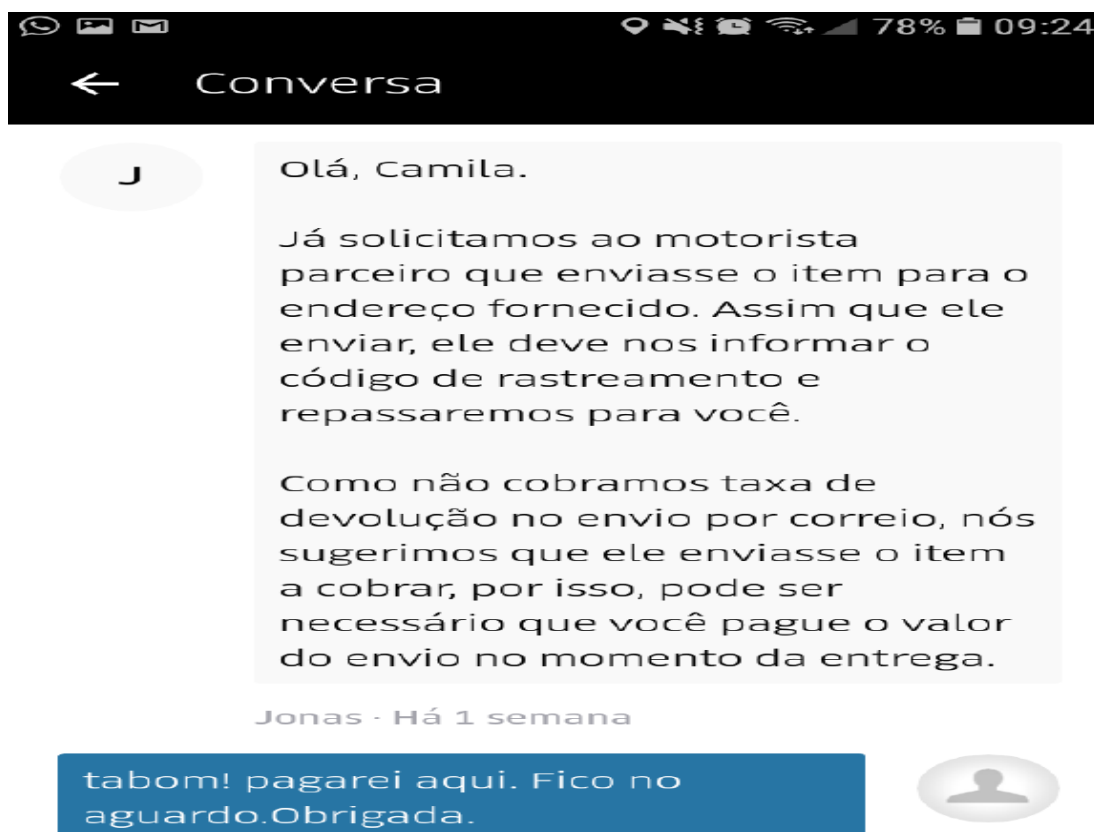 78% 09:24
Conversa
J
Olá, Camila.
Já solicitamos ao motorista
parceiro que enviasse o item para o
endereço fornecido. Assim que ele
enviar, ele deve nos informar o
código de rastreamento e
repassaremos para você.
Como não cobramos taxa de
devolução no envio por correio, nós
sugerimos que ele enviasse o item
a cobrar, por isso, pode ser
necessário que você pague o valor
do envio no momento da entrega.
Jonas · Há 1 semana
tabom! pagarei aqui. Fico no
aguardo.Obrigada.